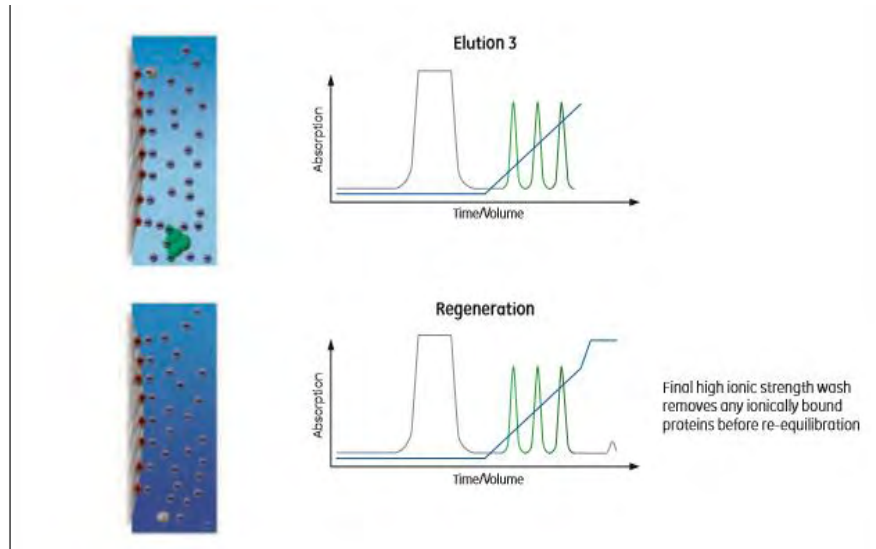 Elution 3
Absorption
Time/Volume
Regeneration
Absorption
Time/Volume
Final high ionic strength wash
removes any ionically bound
proteins before re-equilibration